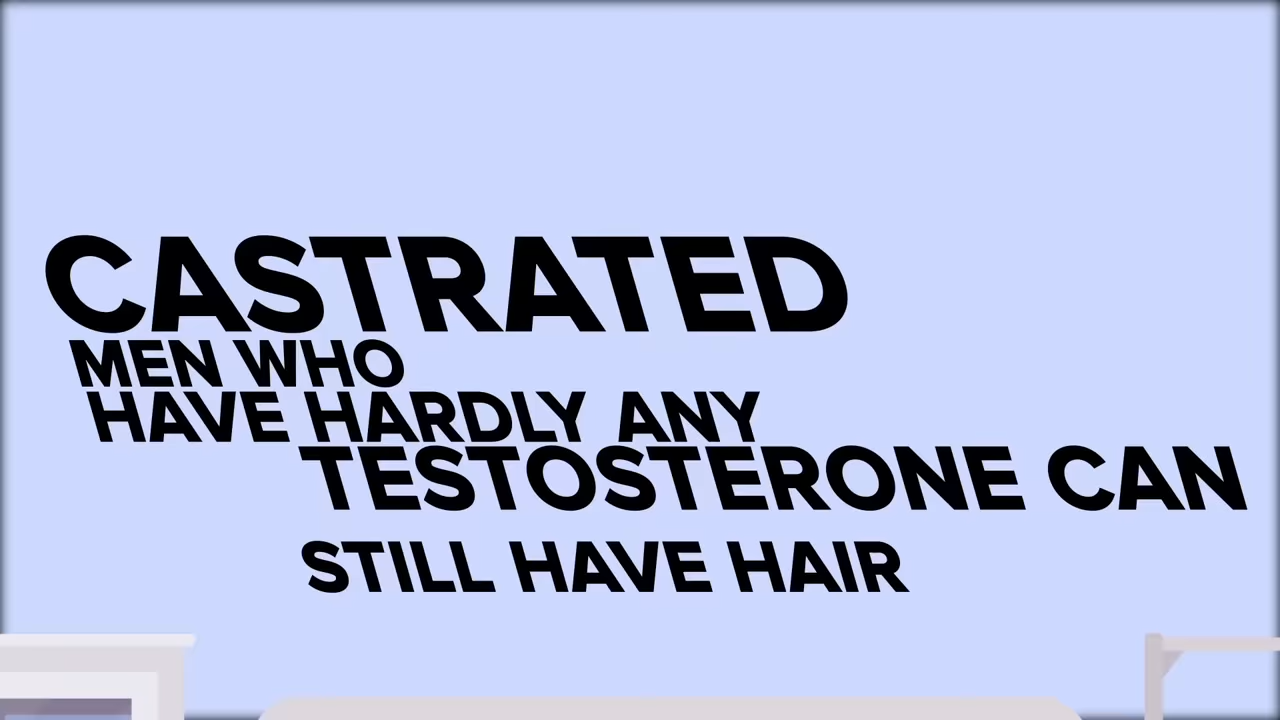 CASTRATED
MEN WHO
HAVE HARDLY ANY
TESTOSTERONE CAN
STILL HAVE HAIR